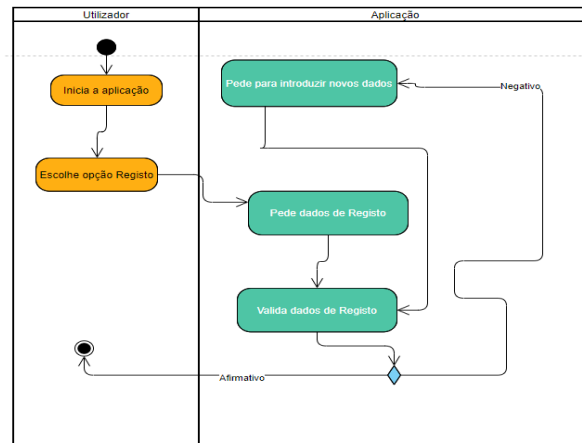 Utilizador
Aplicação
Inicia a aplicação
Pede para introduzir novos dados
Negativo
Escolhe opção Registo
Pede dados de Registo
Valida dados de Registo
Afirmativo